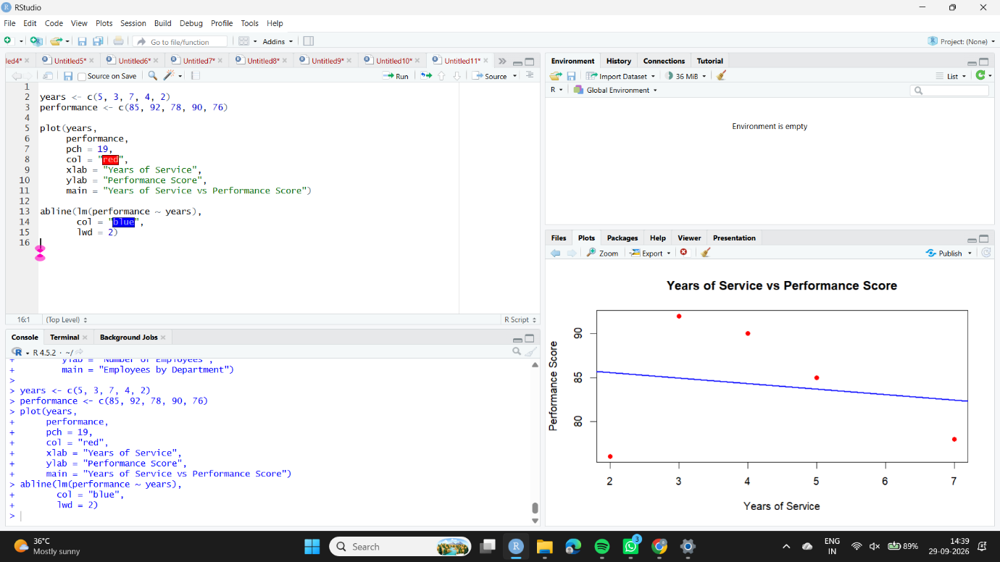 RStudio
File Edit Code View Plots Session Build Debug Profile Tools Help
Go to file/function Addins Project: (None)
led4* Untitled5* Untitled6* Untitled7* Untitled8* Untitled9* Untitled10* Untitled11*
Source on Save Run Source
1
2 years <- c(5, 3, 7, 4, 2)
3 performance <- c(85, 92, 78, 90, 76)
4
5 plot(years,
6 performance,
7 pch = 19,
8 col = "red",
9 xlab = "Years of Service",
10 ylab = "Performance Score",
11 main = "Years of Service vs Performance Score")
12
13 abline(lm(performance ~ years),
14 col = "blue",
15 lwd = 2)
16
16:1 (Top Level) R Script
Console Terminal Background Jobs
R 4.5.2 · ~/
+ ylab = "Number of Employees",
+ main = "Employees by Department")
>
> years <- c(5, 3, 7, 4, 2)
> performance <- c(85, 92, 78, 90, 76)
> plot(years,
+ performance,
+ pch = 19,
+ col = "red",
+ xlab = "Years of Service",
+ ylab = "Performance Score",
+ main = "Years of Service vs Performance Score")
> abline(lm(performance ~ years),
+ col = "blue",
+ lwd = 2)
>
Environment History Connections Tutorial
Import Dataset 36 MiB List
R Global Environment
Environment is empty
Files Plots Packages Help Viewer Presentation
Zoom Export Publish
Years of Service vs Performance Score
Performance Score
90
85
80
2 3 4 5 6 7
Years of Service
36°C
Mostly sunny
Search
3
ENG
IN
89%
14:39
29-09-2026